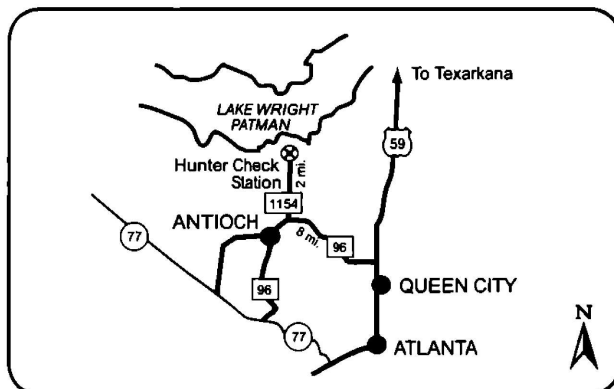 To Texarkana
LAKE WRIGHT
PATMAN
59
Hunter Check
Station
2 mi.
1154
ANTIOCH
8 mi.
96
77
96
QUEEN CITY
77
ATLANTA
N